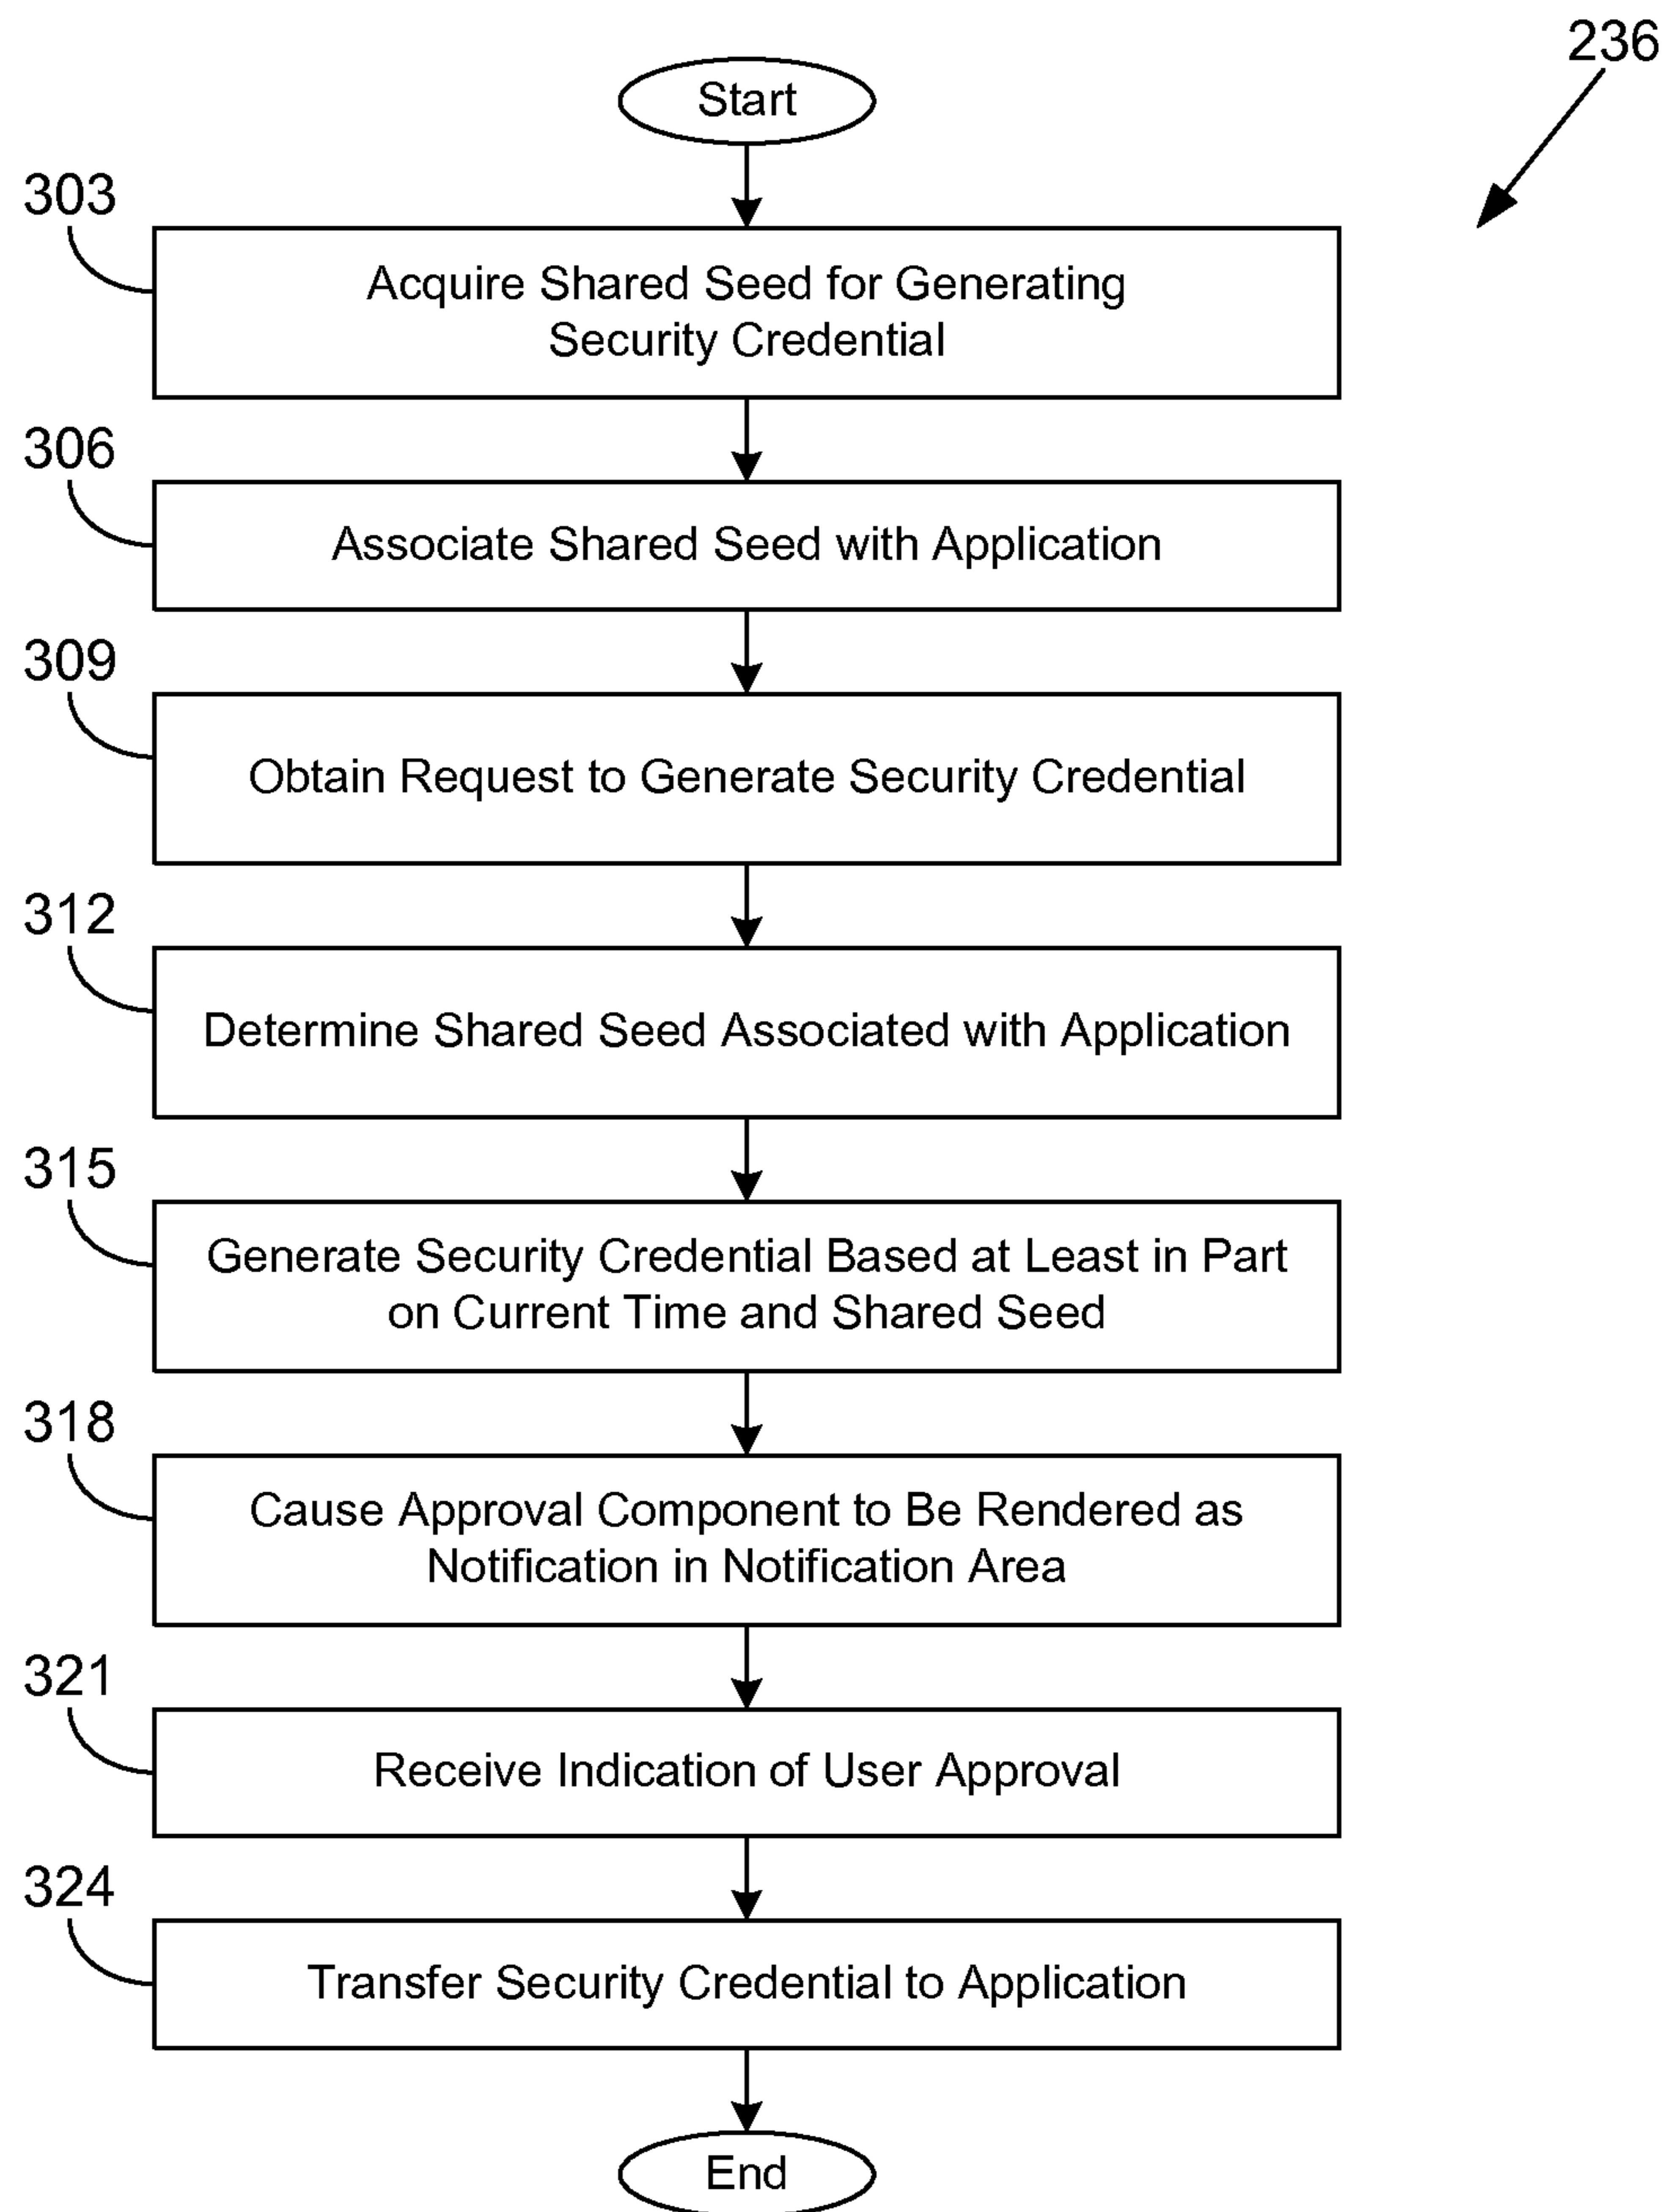 236
Start
303
Acquire Shared Seed for Generating
Security Credential
306
Associate Shared Seed with Application
309
Obtain Request to Generate Security Credential
312
Determine Shared Seed Associated with Application
315
Generate Security Credential Based at Least in Part
on Current Time and Shared Seed
318
Cause Approval Component to Be Rendered as
Notification in Notification Area
321
Receive Indication of User Approval
324
Transfer Security Credential to Application
End